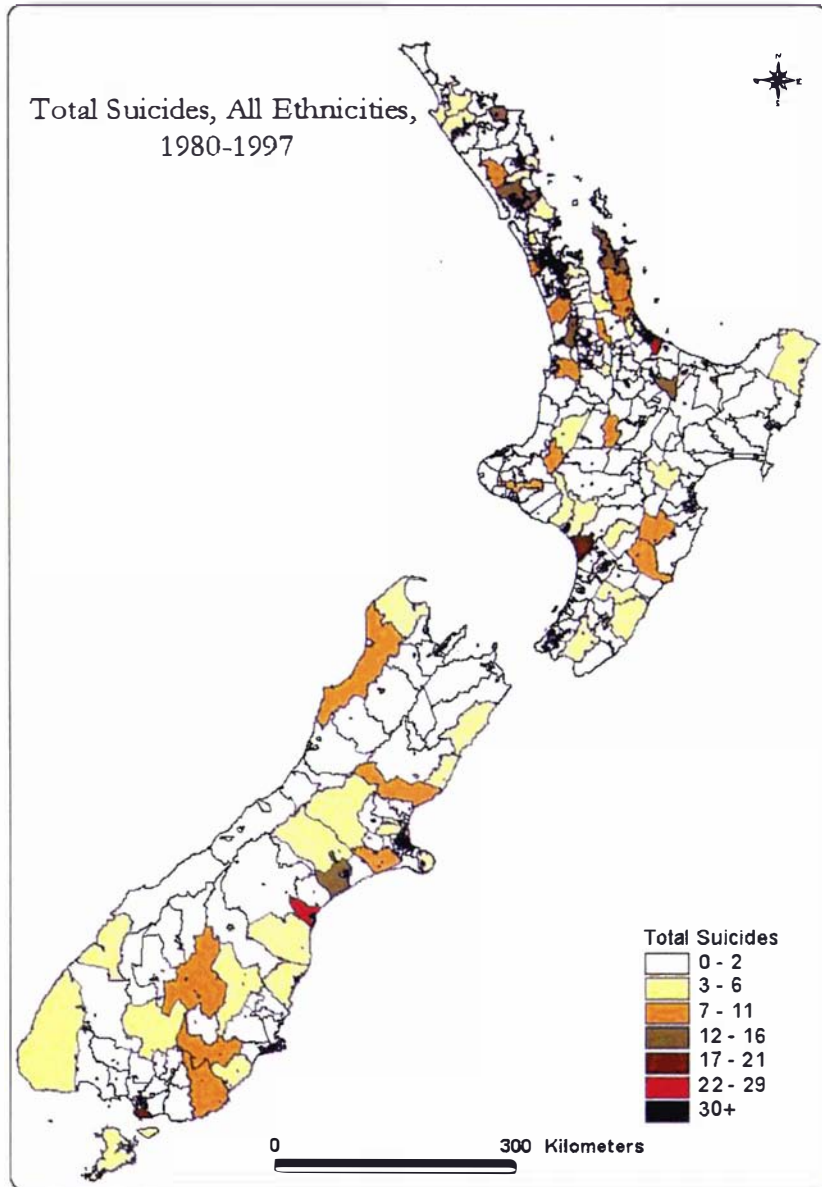 Total Suicides, All Ethnicities,
1980-1997
N
W
E
S
Total Suicides
0 - 2
3 - 6
7 - 11
12 - 16
17 - 21
22 - 29
30+
0 300 Kilometers